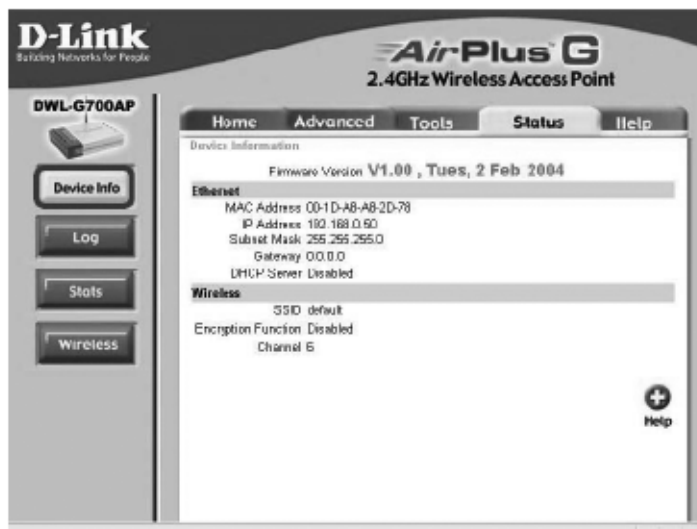 D-Link
Building Networks for People
AirPlus G
2.4GHz Wireless Access Point
DWL-G700AP
Home Advanced Tools Status Help
Device Information
Firmware Version V1.00 , Tues, 2 Feb 2004
Ethernet
MAC Address 00-1D-A8-A8-2D-78
IP Address 192.168.0.50
Subnet Mask 255.255.255.0
Gateway 0.0.0.0
DHCP Server Disabled
Wireless
SSID default
Encryption Function Disabled
Channel 6
Device Info
Log
Stats
Wireless
Help